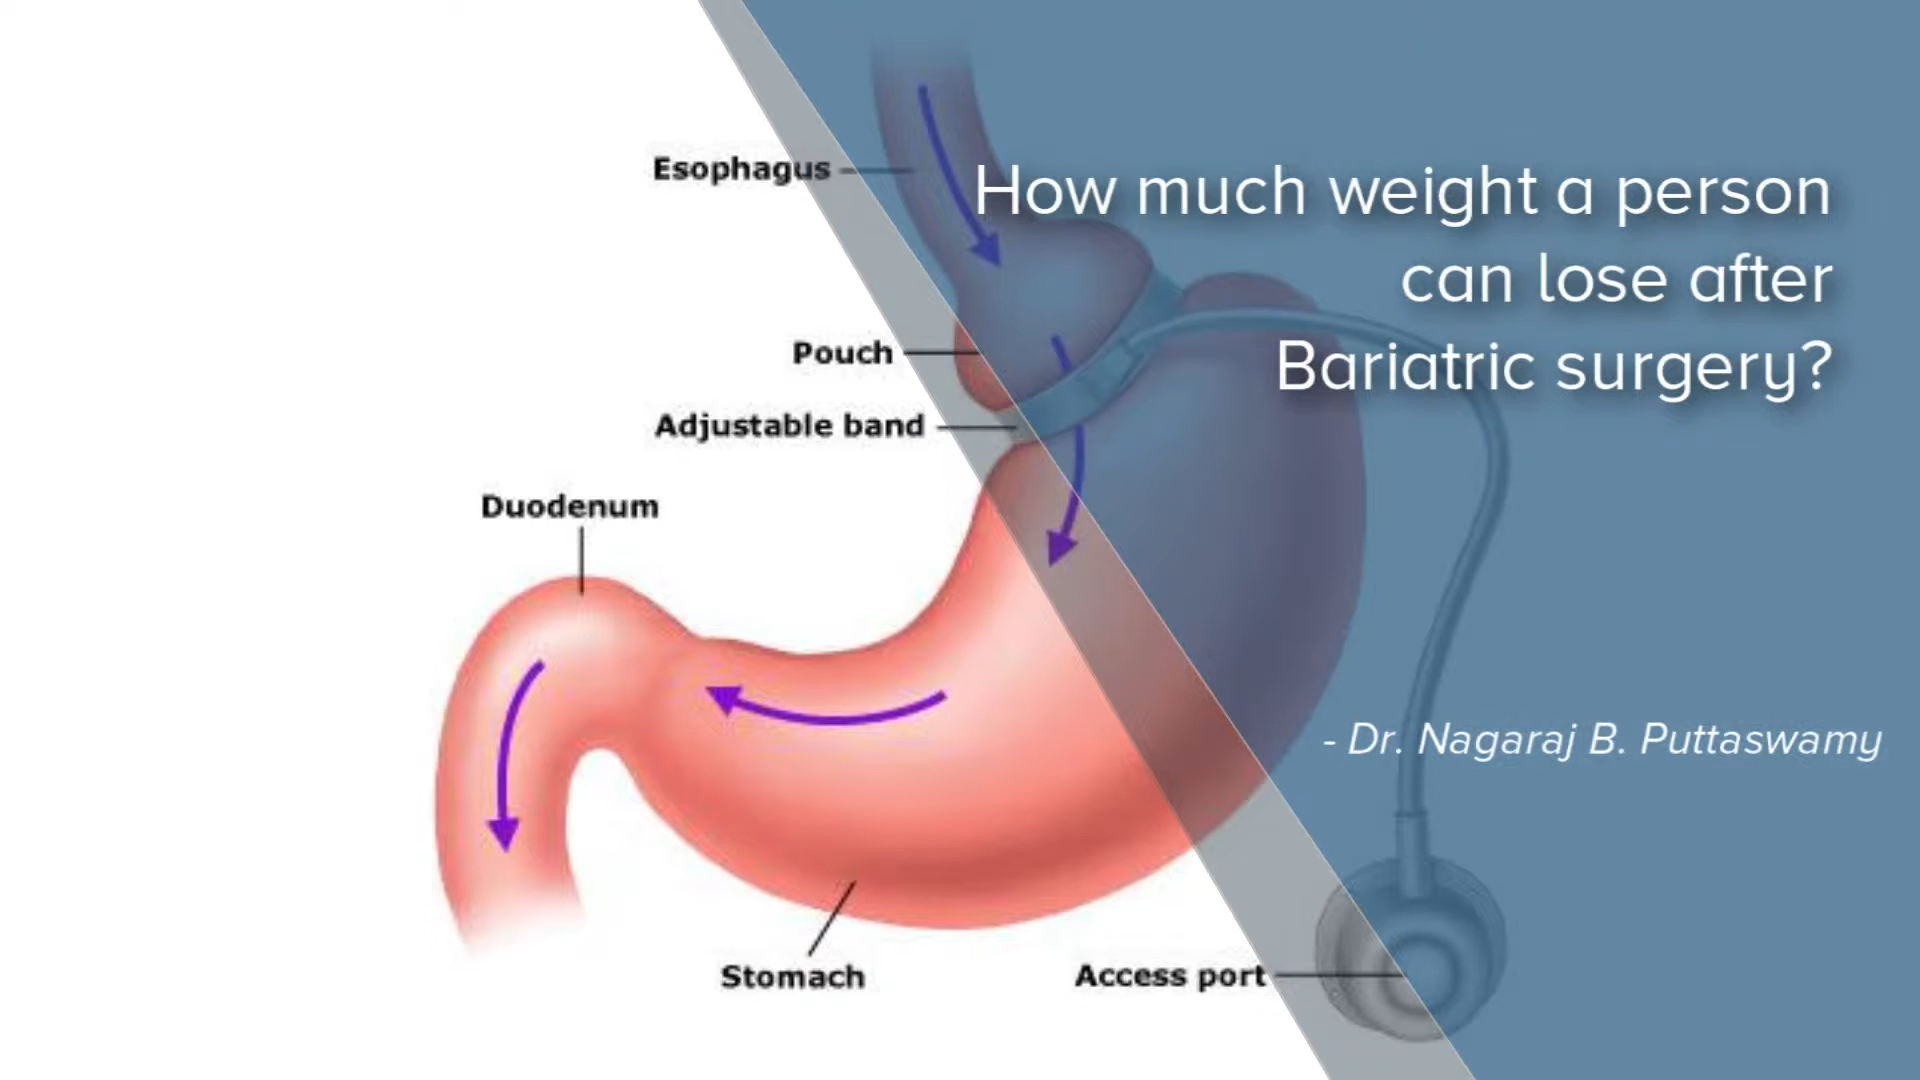 Esophagus
How much weight a person
can lose after
Bariatric surgery?
Pouch
Adjustable band
Duodenum
- Dr. Nagaraj B. Puttaswamy
Stomach
Access port